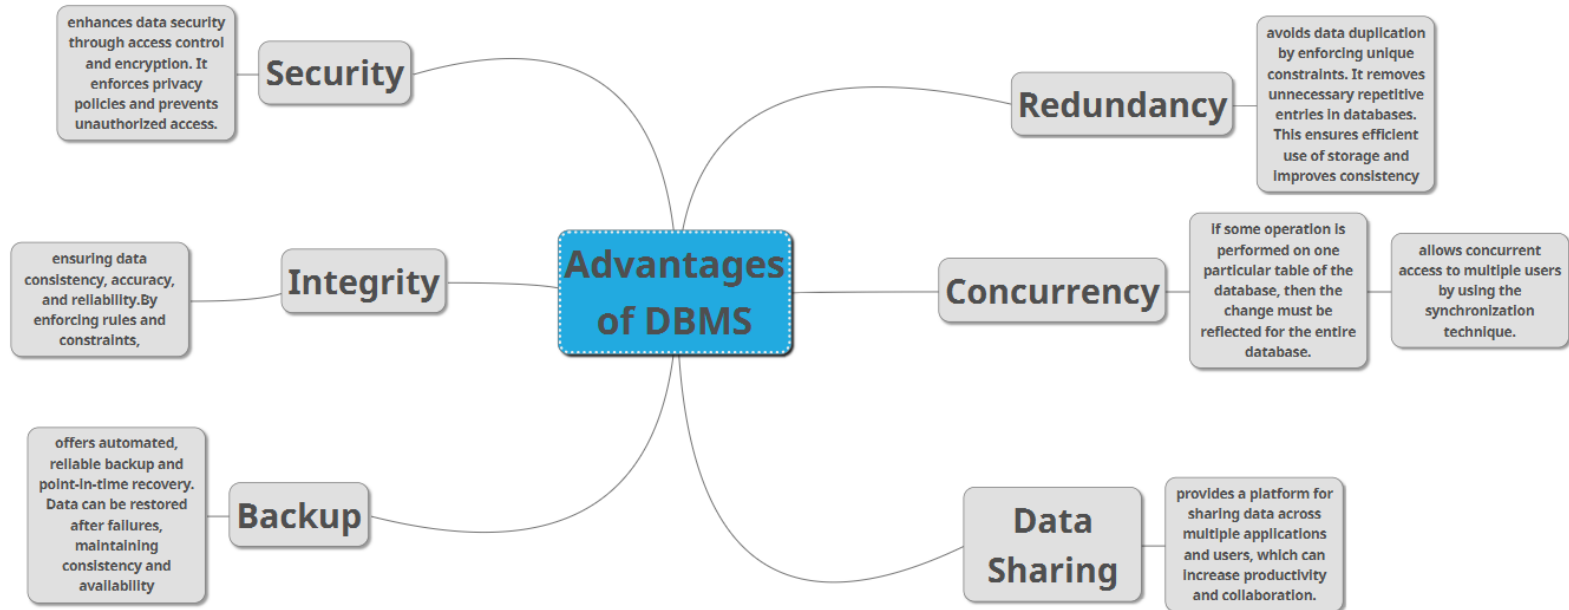 Advantages
of DBMS
Security
enhances data security
through access control
and encryption. It
enforces privacy
policies and prevents
unauthorized access.
Integrity
ensuring data
consistency, accuracy,
and reliability.By
enforcing rules and
constraints,
Backup
offers automated,
reliable backup and
point-in-time recovery.
Data can be restored
after failures,
maintaining
consistency and
availability
Redundancy
avoids data duplication
by enforcing unique
constraints. It removes
unnecessary repetitive
entries in databases.
This ensures efficient
use of storage and
improves consistency
Concurrency
if some operation is
performed on one
particular table of the
database, then the
change must be
reflected for the entire
database.
allows concurrent
access to multiple users
by using the
synchronization
technique.
Data
Sharing
provides a platform for
sharing data across
multiple applications
and users, which can
increase productivity
and collaboration.